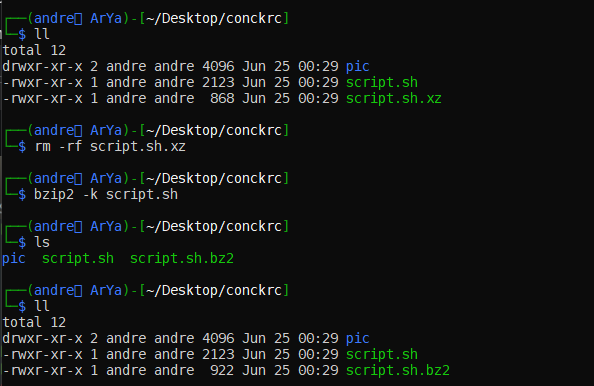 ┌──(andre㉿ ArYa)-[~/Desktop/conckrc]
└─$ ll
total 12
drwxr-xr-x 2 andre andre 4096 Jun 25 00:29 pic
-rwxr-xr-x 1 andre andre 2123 Jun 25 00:29 script.sh
-rwxr-xr-x 1 andre andre  868 Jun 25 00:29 script.sh.xz
┌──(andre ArYa)-[~/Desktop/conckrc]
└─$ rm -rf script.sh.xz
┌──(andre ArYa)-[~/Desktop/conckrc]
└─$ bzip2 -k script.sh
┌──(andre ArYa)-[~/Desktop/conckrc]
└─$ ls
pic  script.sh  script.sh.bz2
┌──(andre ArYa)-[~/Desktop/conckrc]
└─$ ll
total 12
drwxr-xr-x 2 andre andre 4096 Jun 25 00:29 pic
-rwxr-xr-x 1 andre andre 2123 Jun 25 00:29 script.sh
-rwxr-xr-x 1 andre andre  922 Jun 25 00:29 script.sh.bz2